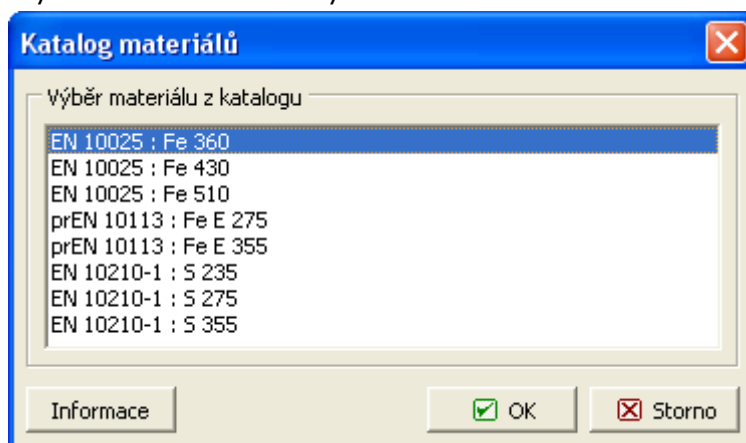 Katalog materiálů
Výběr materiálu z katalogu
EN 10025 : Fe 360
EN 10025 : Fe 430
EN 10025 : Fe 510
prEN 10113 : Fe E 275
prEN 10113 : Fe E 355
EN 10210-1 : S 235
EN 10210-1 : S 275
EN 10210-1 : S 355
Informace
OK
Storno